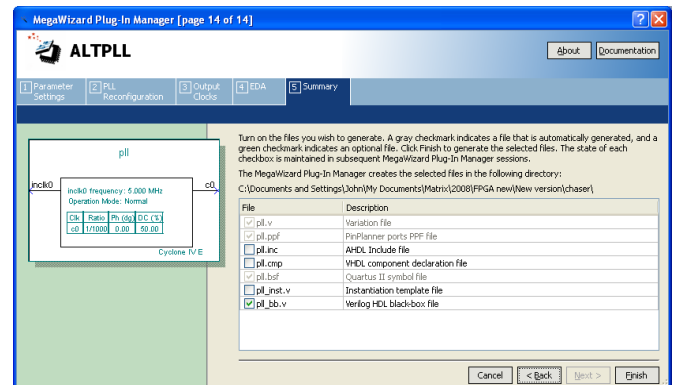 MegaWizard Plug-In Manager [page 14 of 14]
ALTPLL
About Documentation
1 Parameter Settings
2 PLL Reconfiguration
3 Output Clocks
4 EDA
5 Summary
pll
inclk0
c0
inclk0 frequency: 5.000 MHz
Operation Mode: Normal
Clk Ratio Ph (dg) DC (%)
c0 1/1000 0.00 50.00
Cyclone IV E
Turn on the files you wish to generate. A gray checkmark indicates a file that is automatically generated, and a
green checkmark indicates an optional file. Click Finish to generate the selected files. The state of each
checkbox is maintained in subsequent MegaWizard Plug-In Manager sessions.
The MegaWizard Plug-In Manager creates the selected files in the following directory:
C:\Documents and Settings\John\My Documents\Matrix\2008\FPGA new\New version\chaser\
File Description
pll.v Variation file
pll.ppf PinPlanner ports PPF file
pll.inc AHDL Include file
pll.cmp VHDL component declaration file
pll.bsf Quartus II symbol file
pll_inst.v Instantiation template file
pll_bb.v Verilog HDL black-box file
Cancel < Back Next > Finish